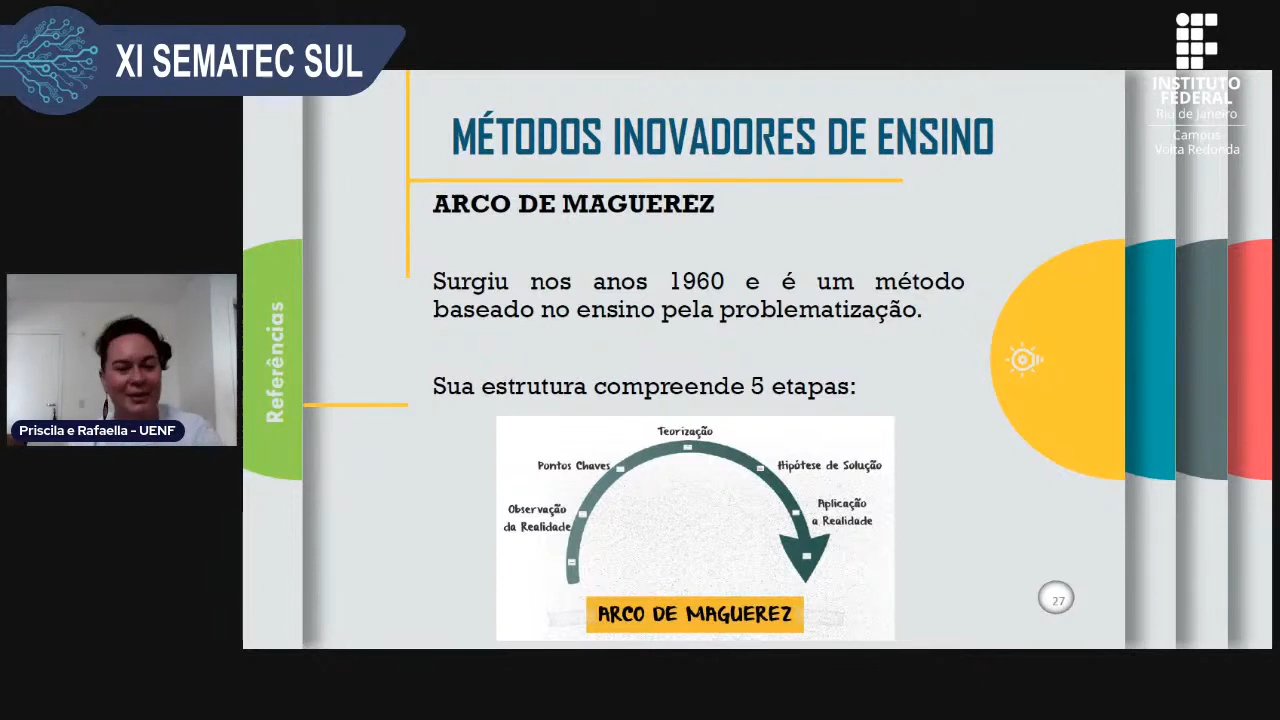 XI SEMATEC SUL
INSTITUTO
FEDERAL
Rio de Janeiro
Campus
Volta Redonda
MÉTODOS INOVADORES DE ENSINO
ARCO DE MAGUEREZ
Surgiu nos anos 1960 e é um método
baseado no ensino pela problematização.
Sua estrutura compreende 5 etapas:
Referências
Priscila e Rafaella - UENF
Teorização
Pontos Chaves
Hipótese de Solução
Observação
da Realidade
Aplicação
a Realidade
ARCO DE MAGUEREZ
27